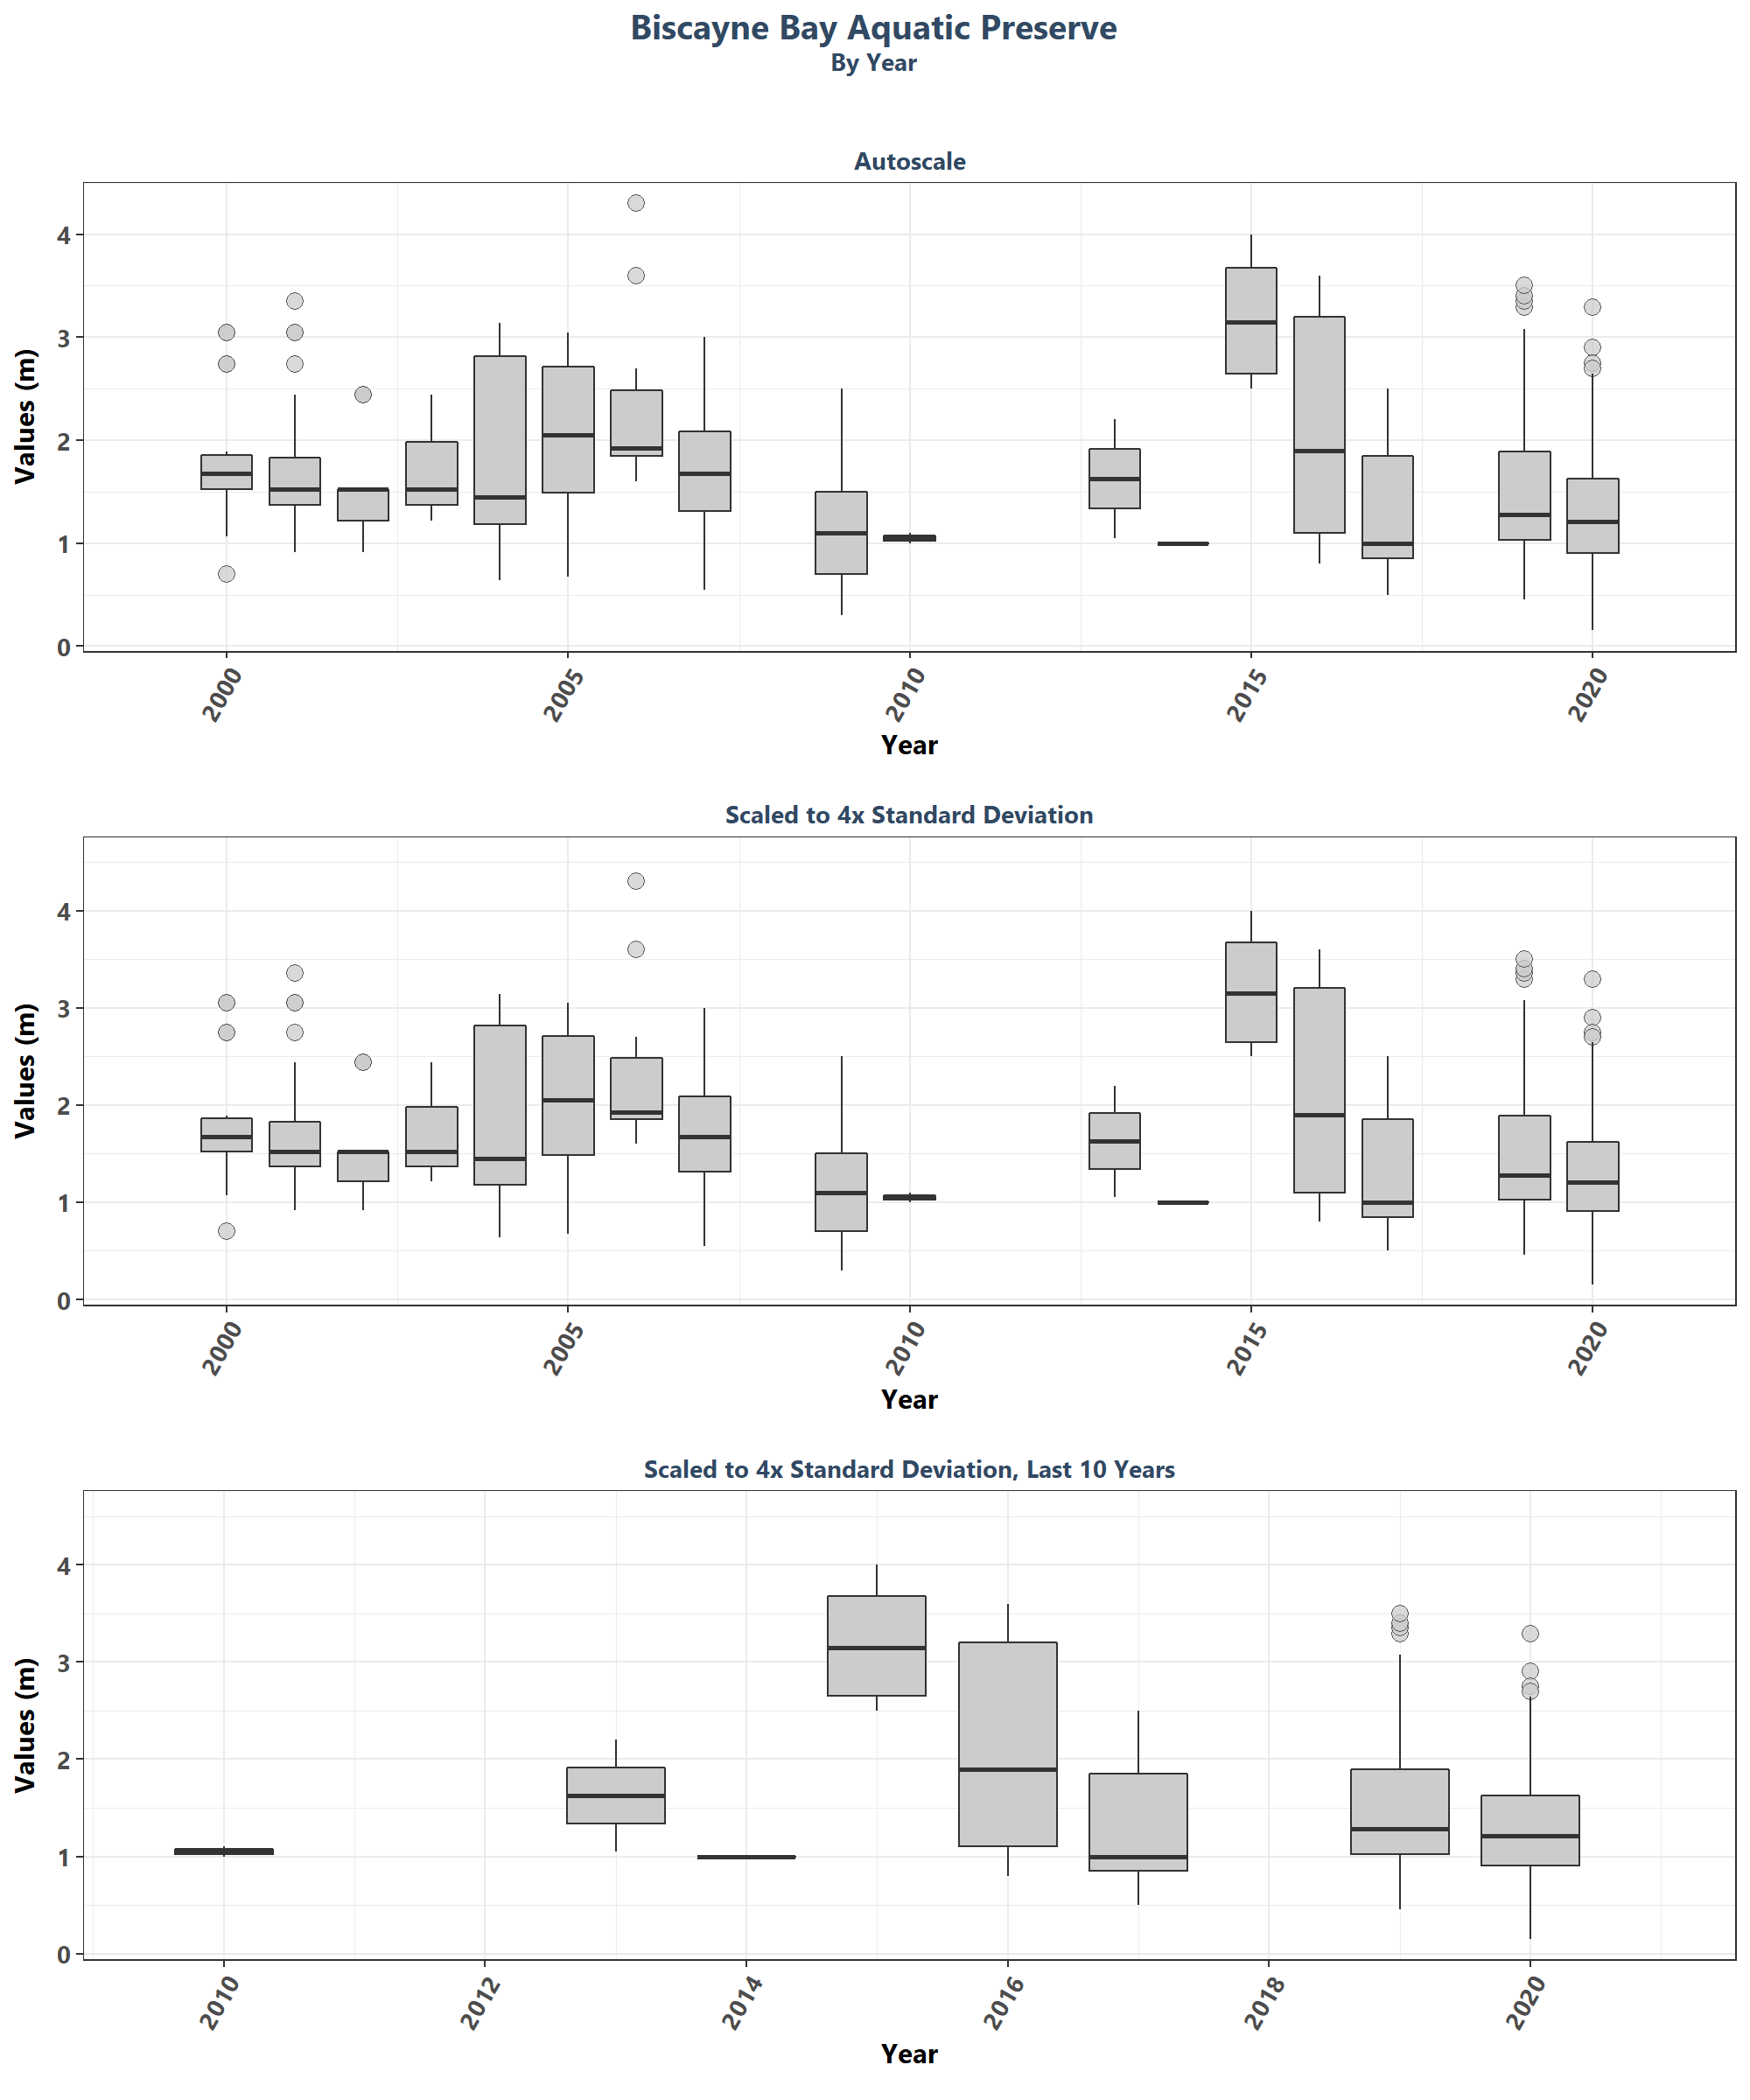 Biscayne Bay Aquatic Preserve
By Year
Autoscale
Values (m)
4
3
2
1
0
2000 2005 2010 2015 2020
Year
Scaled to 4x Standard Deviation
Values (m)
4
3
2
1
0
2000 2005 2010 2015 2020
Year
Scaled to 4x Standard Deviation, Last 10 Years
Values (m)
4
3
2
1
0
2010 2012 2014 2016 2018 2020
Year